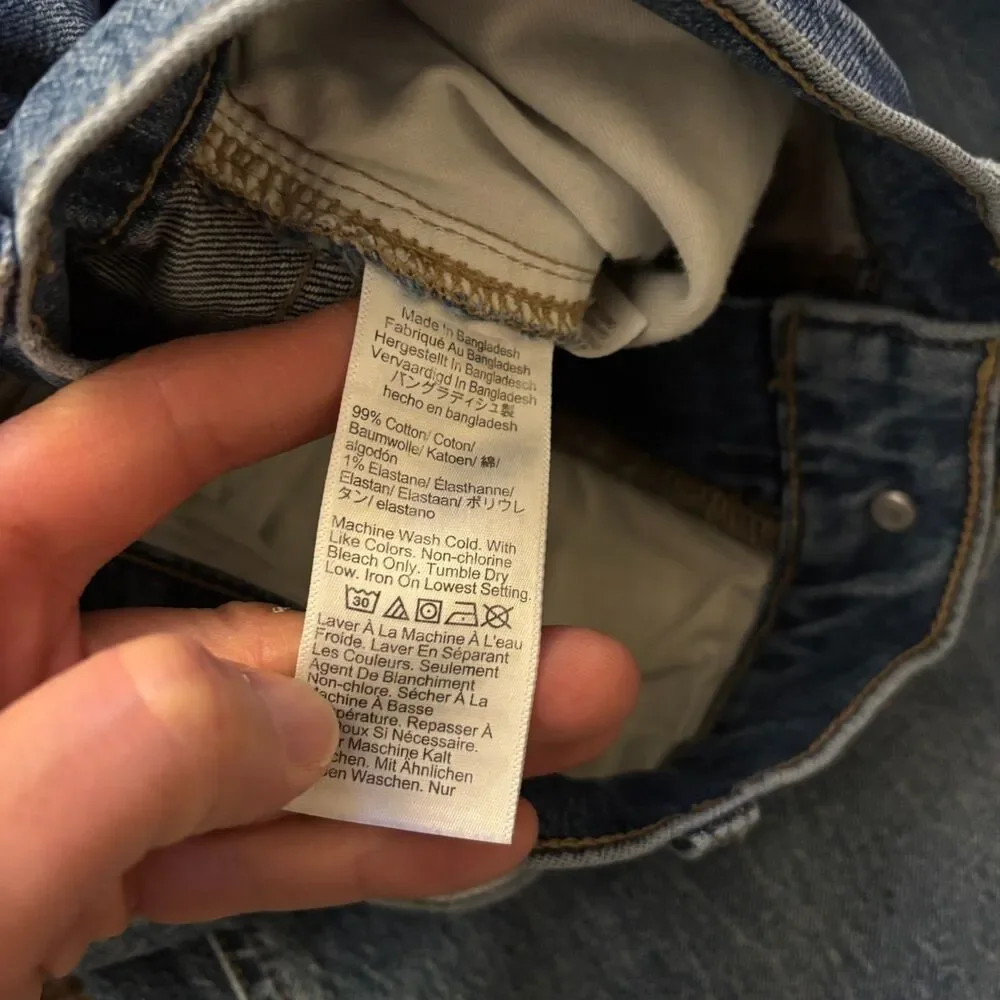 Made in Bangladesh
Fabriqué Au Bangladesh
Hergestellt In Bangladesch
Vervaardigd In Bangladesh
バングラディシュ製
hecho en bangladesh
99% Cotton/ Coton/
Baumwolle/ Katoen/ 綿/
algodón
1% Elastane/ Élasthanne/
Elastan/ Elastaan/ ポリウレ
タン/ elastano
Machine Wash Cold. With
Like Colors. Non-chlorine
Bleach Only. Tumble Dry
Low. Iron On Lowest Setting.
30
Laver À La Machine À L'eau
Froide. Laver En Séparant
Les Couleurs. Seulement
Agent De Blanchiment
Non-chlore. Sécher À La
Machine À Basse
Repasser À
Doux Si Nécessaire.
Maschine Kalt
Mit Ähnlichen
Waschen. Nur